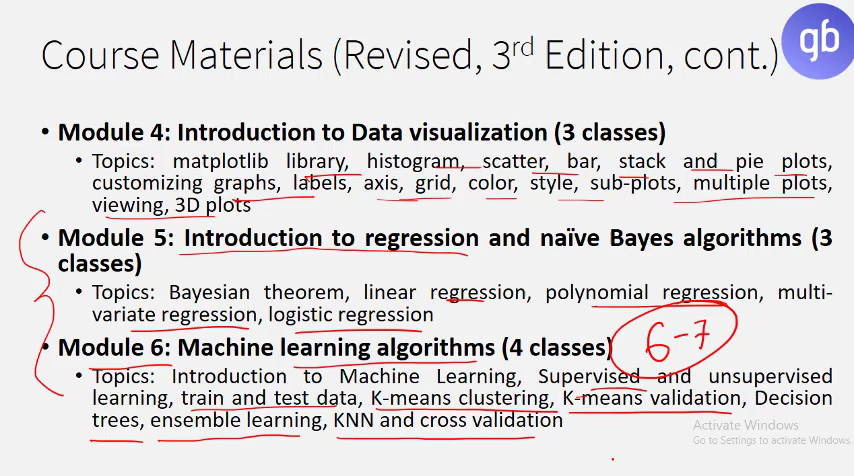 Course Materials (Revised, 3rd Edition, cont.)
gb
• Module 4: Introduction to Data visualization (3 classes)
• Topics: matplotlib library, histogram, scatter, bar, stack and pie plots,
customizing graphs, labels, axis, grid, color, style, sub-plots, multiple plots,
viewing, 3D plots
• Module 5: Introduction to regression and naïve Bayes algorithms (3
classes)
• Topics: Bayesian theorem, linear regression, polynomial regression, multi-
variate regression, logistic regression
• Module 6: Machine learning algorithms (4 classes)
6-7
• Topics: Introduction to Machine Learning, Supervised and unsupervised
learning, train and test data, K-means clustering, K-means validation, Decision
trees, ensemble learning, KNN and cross validation
Activate Windows
Go to Settings to activate Windows.